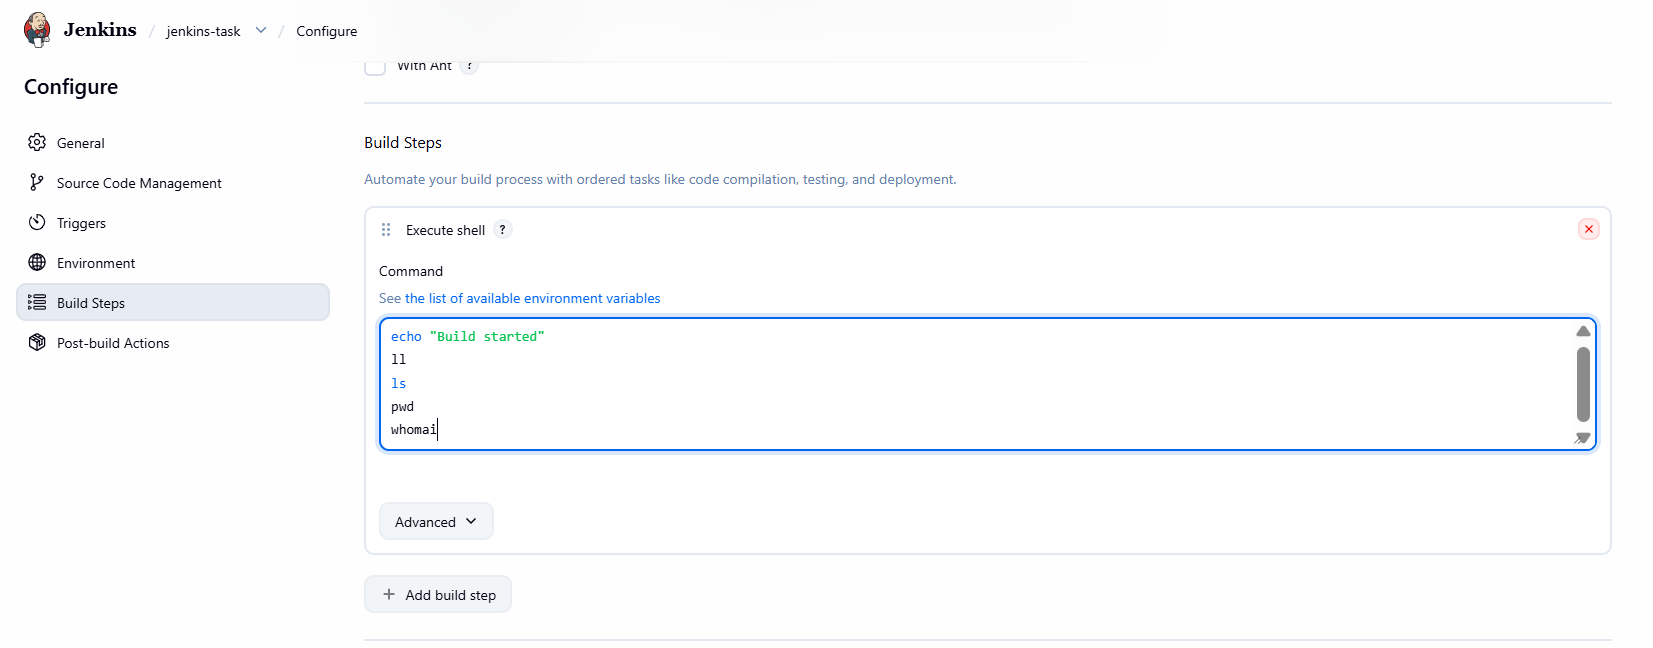 Jenkins / jenkins-task / Configure
Configure
General
Source Code Management
Triggers
Environment
Build Steps
Post-build Actions
With Ant ?
Build Steps
Automate your build process with ordered tasks like code compilation, testing, and deployment.
Execute shell ?
Command
See the list of available environment variables
echo "Build started"
ll
ls
pwd
whomai
Advanced
+ Add build step